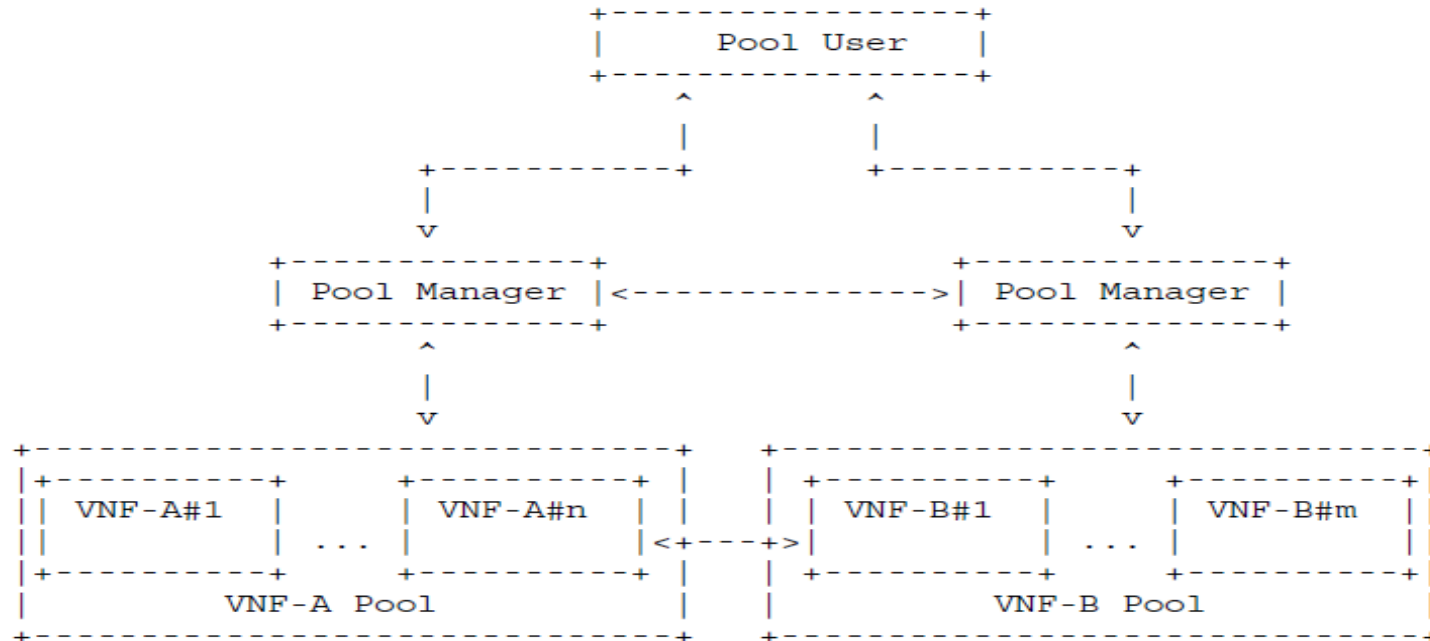 Pool User
Pool Manager Pool Manager
VNF-A#1 VNF-A#n VNF-B#1 VNF-B#m
... ...
VNF-A Pool VNF-B Pool